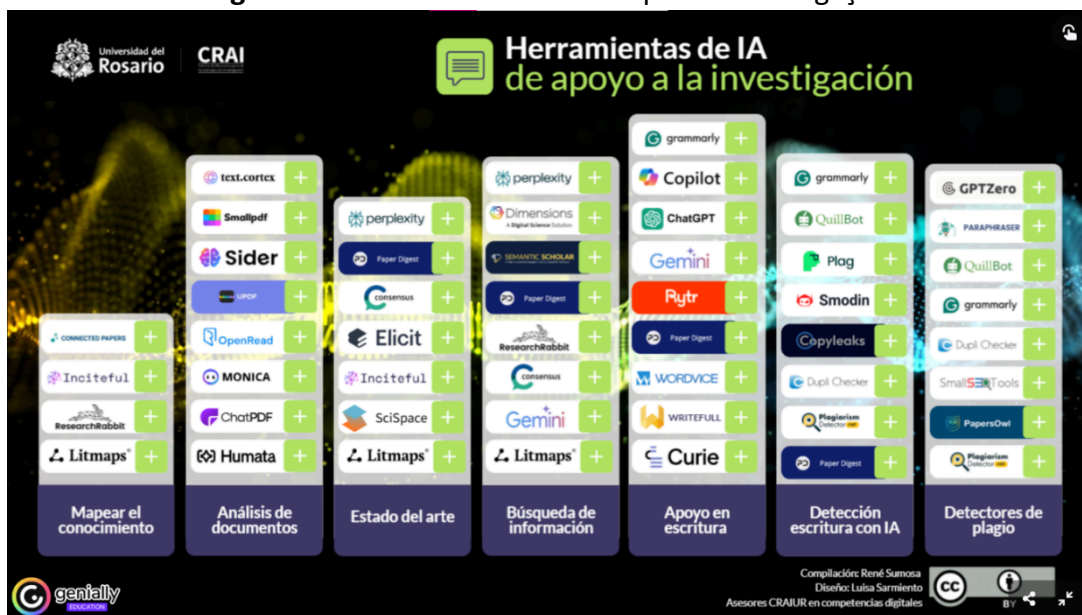 Universidad del
Rosario
CRAI
Herramientas de IA
de apoyo a la investigación
CONNECTED PAPERS
Inciteful
ResearchRabbit
Litmaps
Mapear el
conocimiento
text.cortex
Smallpdf
Sider
UPDF
OpenRead
MONICA
ChatPDF
Humata
Análisis de
documentos
perplexity
Paper Digest
consensus
Elicit
Inciteful
SciSpace
Litmaps
Estado del arte
perplexity
Dimensions
A Digital Science Solution
SEMANTIC SCHOLAR
Paper Digest
ResearchRabbit
consensus
Gemini
Litmaps
Búsqueda de
información
grammarly
Copilot
ChatGPT
Gemini
Rytr
Paper Digest
WORDVICE
WRITEFULL
Curie
Apoyo en
escritura
grammarly
QuillBot
Plag
Smodin
Copyleaks
Dupli Checker
Plagiarism
Detector
Paper Digest
Detección
escritura con IA
GPTZero
PARAPHRASER
QuillBot
grammarly
Dupli Checker
SmallSEOTools
PapersOwl
Plagiarism
Detector
Detectores de
plagio
genially
EDUCATION
Compilación: René Sumosa
Diseño: Luisa Sarmiento
Asesores CRAIUR en competencias digitales
CC
BY